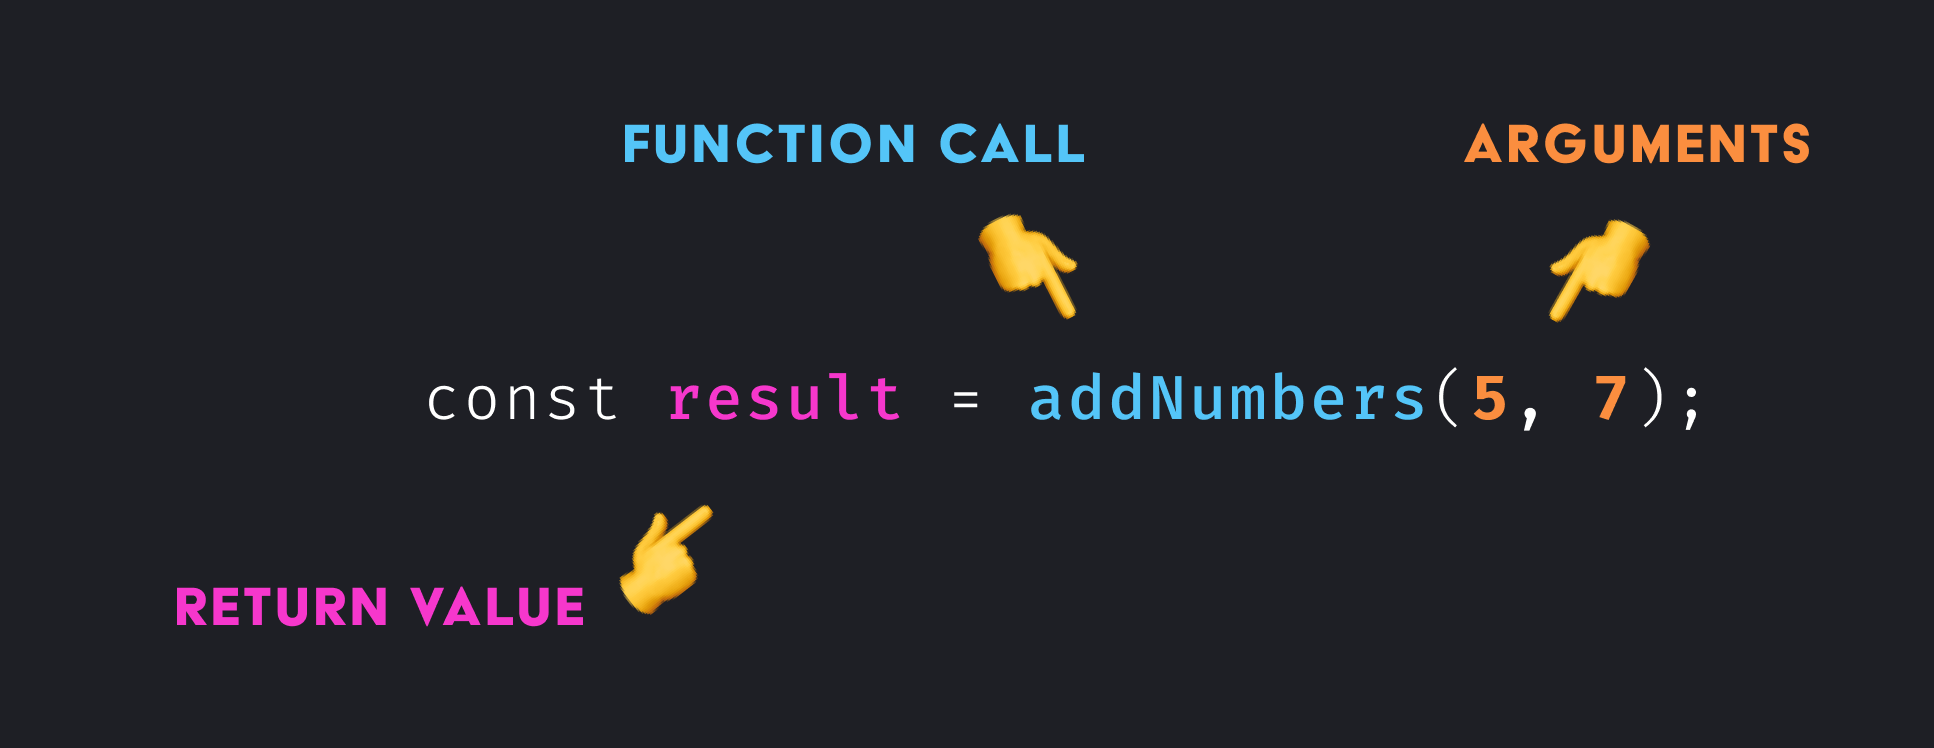 FUNCTION CALL
ARGUMENTS
const result = addNumbers(5, 7);
RETURN VALUE